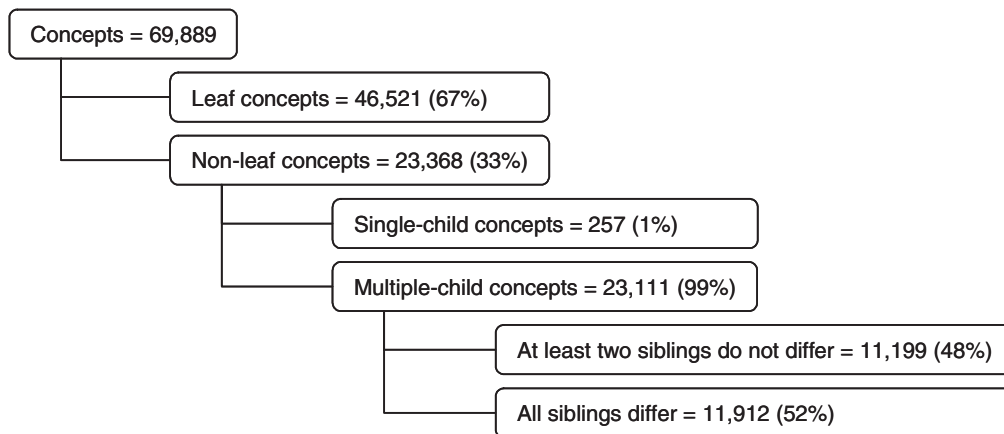 Concepts = 69,889
Leaf concepts = 46,521 (67%)
Non-leaf concepts = 23,368 (33%)
Single-child concepts = 257 (1%)
Multiple-child concepts = 23,111 (99%)
At least two siblings do not differ = 11,199 (48%)
All siblings differ = 11,912 (52%)